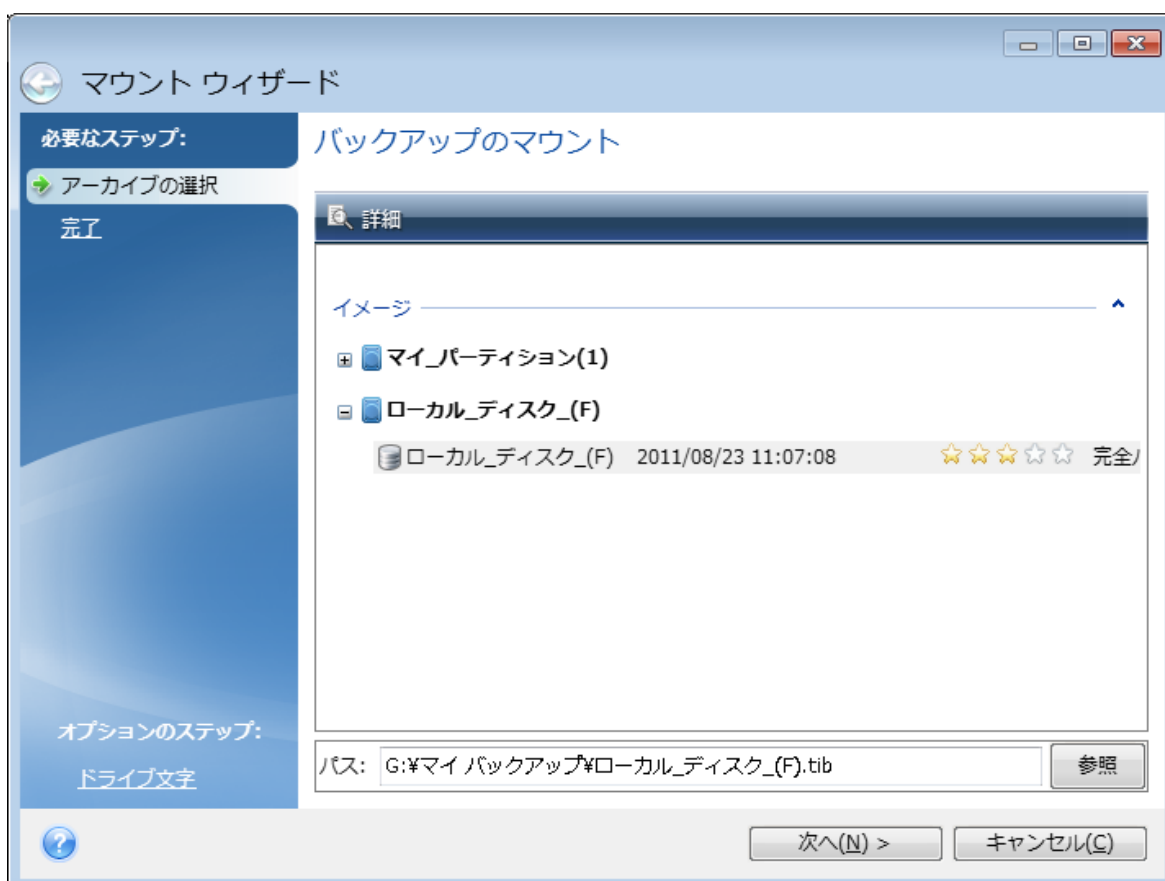 マウント ウィザード
必要なステップ:
アーカイブの選択
完了
オプションのステップ:
ドライブ文字
バックアップのマウント
詳細
イメージ
マイ_パーティション(1)
ローカル_ディスク_(F)
ローカル_ディスク_(F) 2011/08/23 11:07:08 完全
パス: G:¥マイ バックアップ¥ローカル_ディスク_(F).tib 参照
次へ(N) > キャンセル(C)